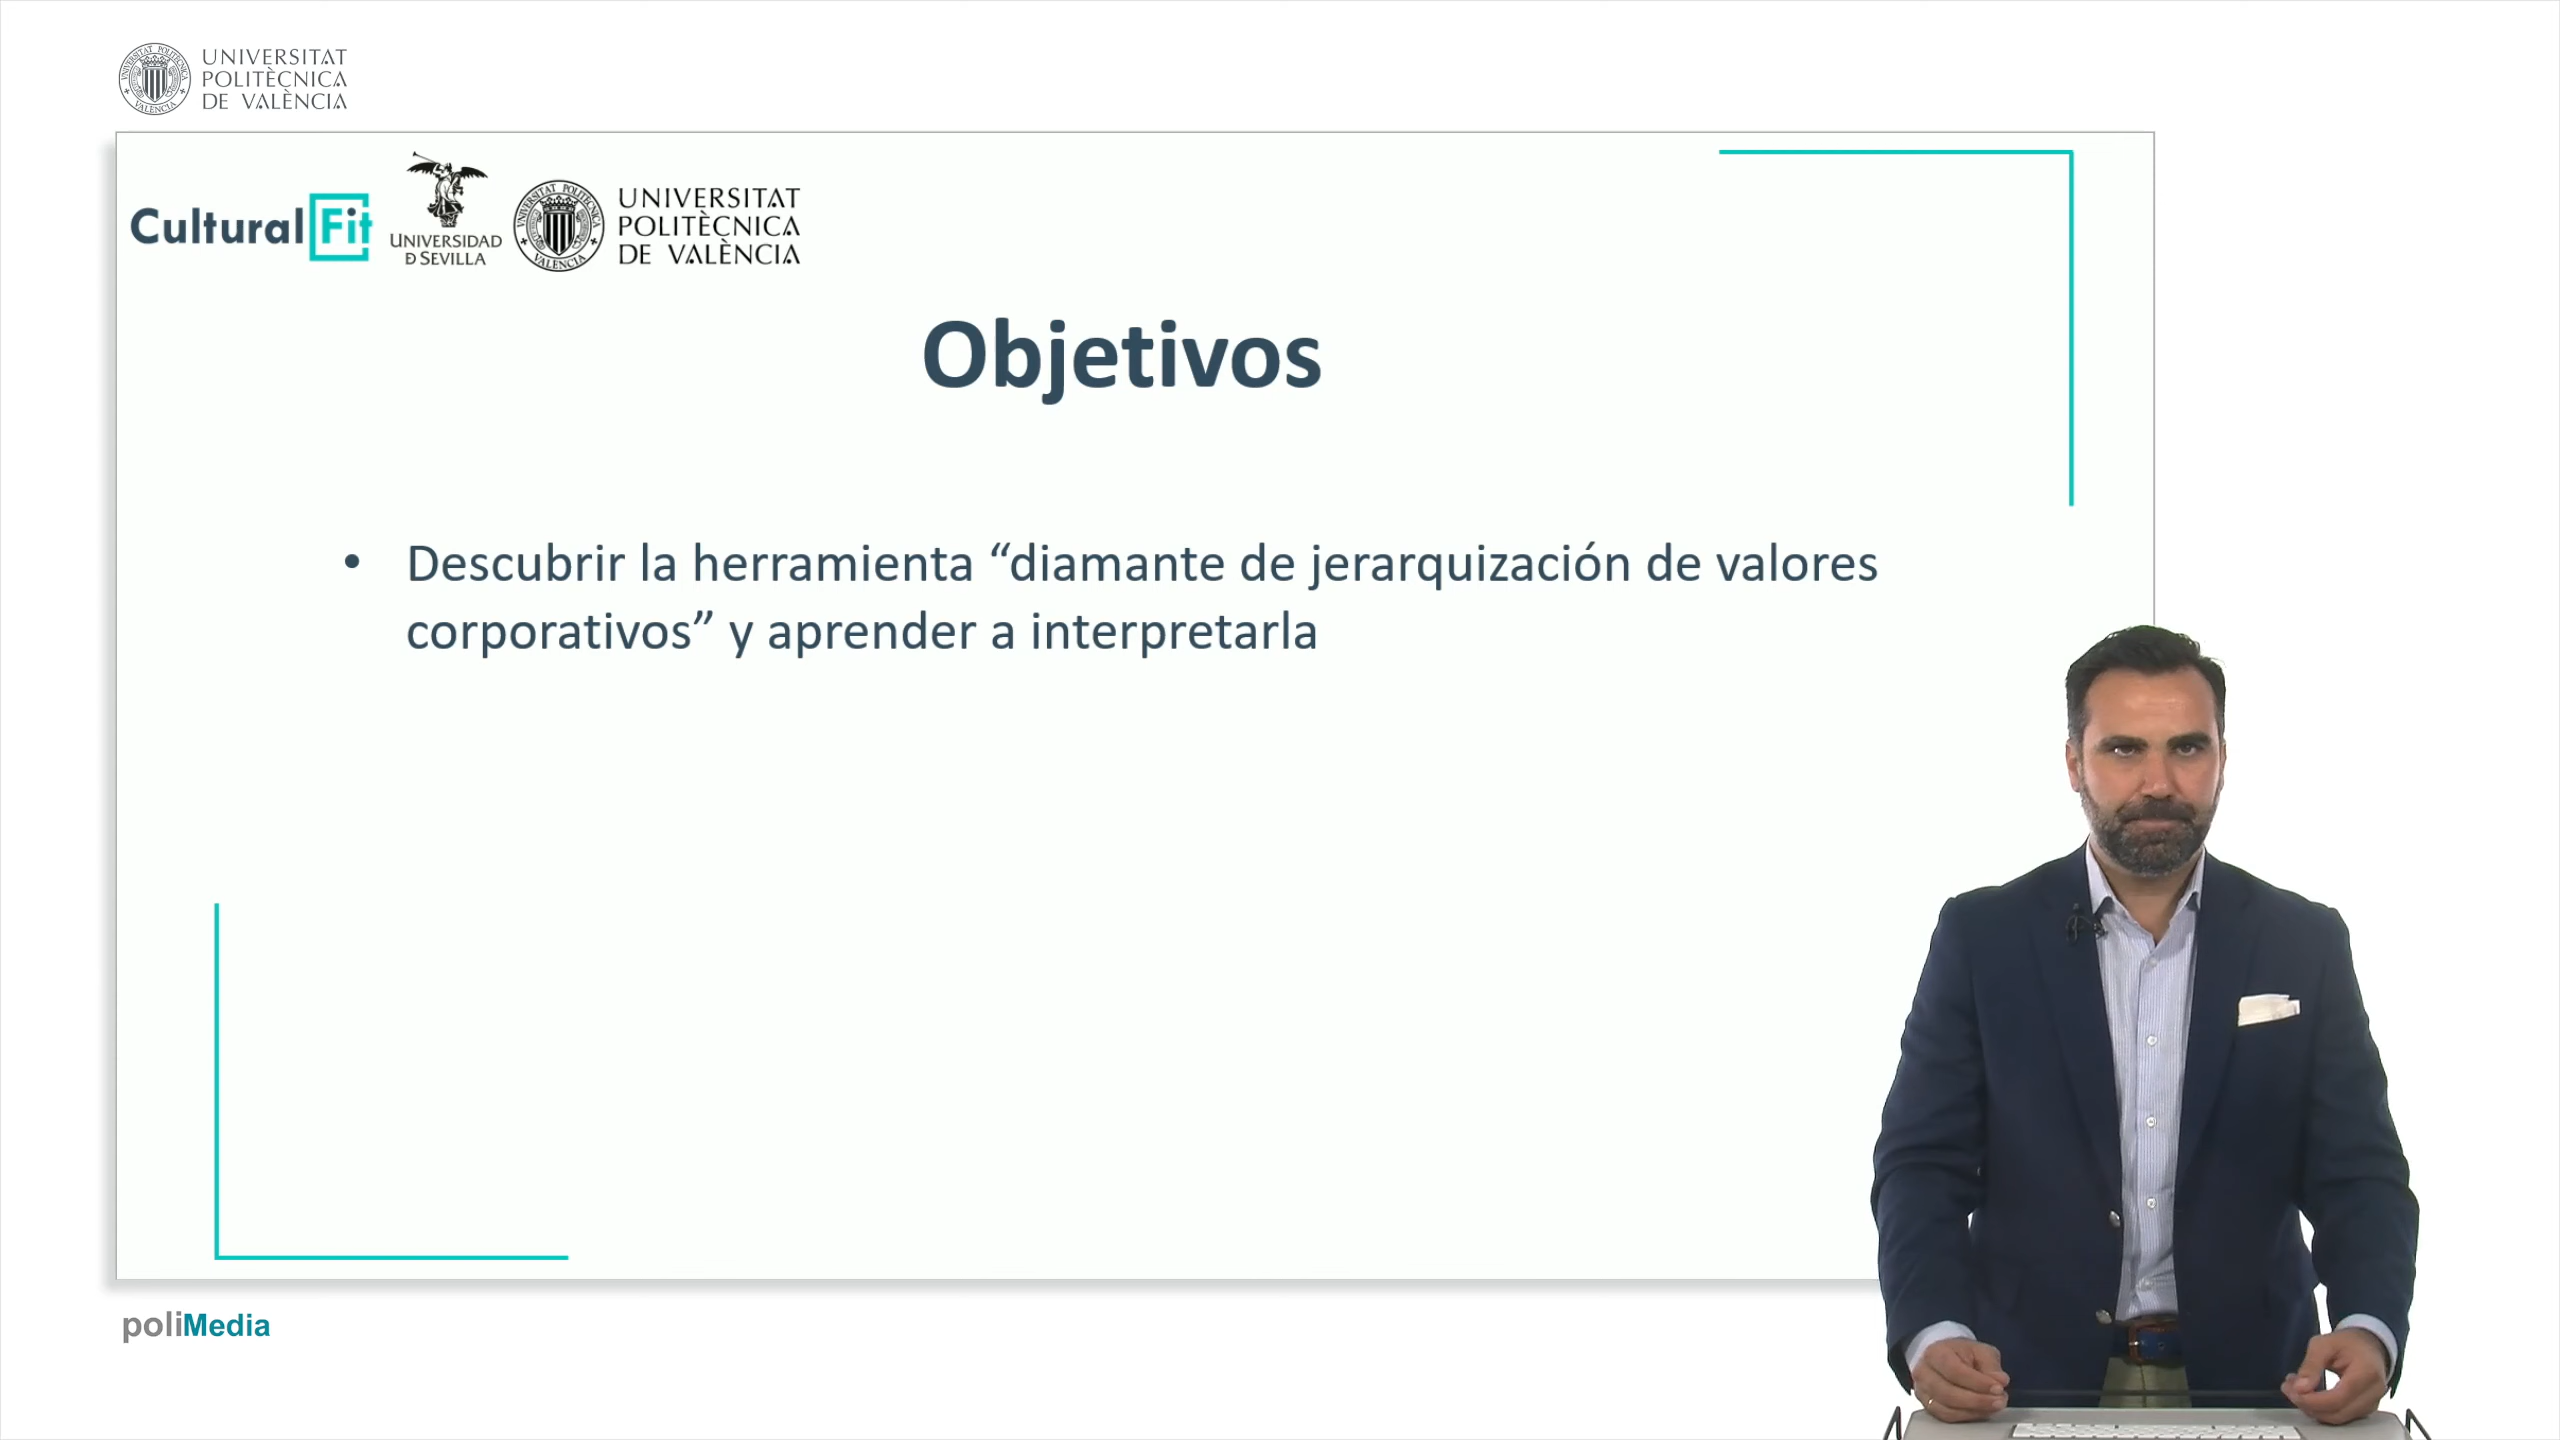 UNIVERSITAT
POLITÈCNICA
DE VALÈNCIA
Cultural Fit
UNIVERSIDAD
D SEVILLA
UNIVERSITAT
POLITÈCNICA
DE VALÈNCIA
Objetivos
• Descubrir la herramienta “diamante de jerarquización de valores
corporativos” y aprender a interpretarla
poliMedia